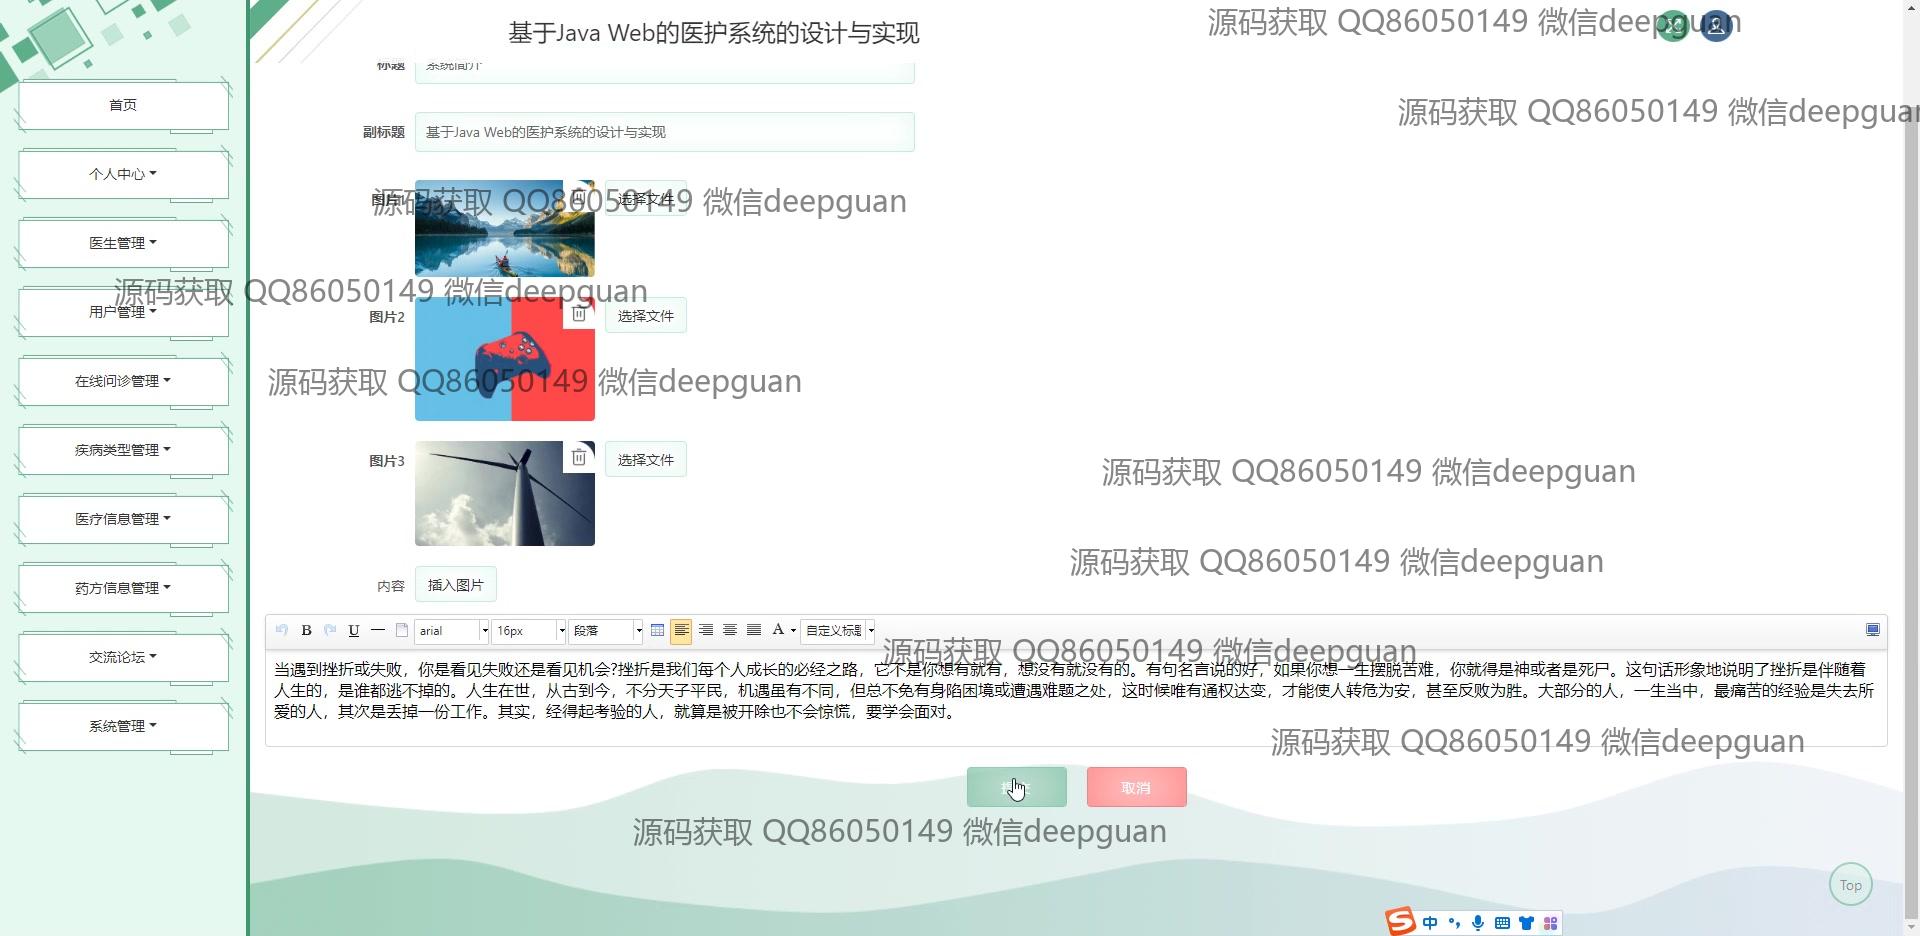 基于Java Web的医护系统的设计与实现
源码获取 QQ86050149 微信deepguan
标题
系统简介
首页
源码获取 QQ86050149 微信deepguan
副标题
基于Java Web的医护系统的设计与实现
个人中心
图片1
选择文件
源码获取 QQ86050149 微信deepguan
医生管理
源码获取 QQ86050149 微信deepguan
用户管理
图片2
选择文件
在线问诊管理
源码获取 QQ86050149 微信deepguan
疾病类型管理
图片3
选择文件
源码获取 QQ86050149 微信deepguan
医疗信息管理
源码获取 QQ86050149 微信deepguan
药方信息管理
内容
插入图片
B U arial 16px 段落 A 自定义标题
源码获取 QQ86050149 微信deepguan
交流论坛
当遇到挫折或失败，你是看见失败还是看见机会?挫折是我们每个人成长的必经之路，它不是你想有就有，想没有就没有的。有句名言说的好，如果你想一生摆脱苦难，你就得是神或者是死尸。这句话形象地说明了挫折是伴随着
人生的，是谁都逃不掉的。人生在世，从古到今，不分天子平民，机遇虽有不同，但总不免有身陷困境或遭遇难题之处，这时候唯有通权达变，才能使人转危为安，甚至反败为胜。大部分的人，一生当中，最痛苦的经验是失去所
爱的人，其次是丢掉一份工作。其实，经得起考验的人，就算是被开除也不会惊慌，要学会面对。
系统管理
源码获取 QQ86050149 微信deepguan
提交
取消
源码获取 QQ86050149 微信deepguan
Top
中